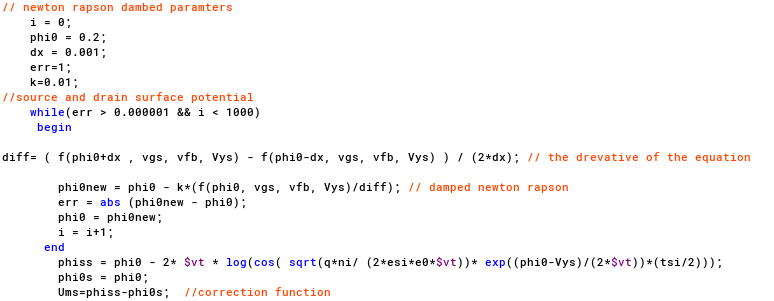 // newton rapson dambed paramters
i = 0;
phi0 = 0.2;
dx = 0.001;
err=1;
k=0.01;
//source and drain surface potential
while(err > 0.000001 && i < 1000)
begin
diff= ( f(phi0+dx , vgs, vfb, Vys) - f(phi0-dx, vgs, vfb, Vys) ) / (2*dx); // the drevative of the equation
phi0new = phi0 - k*(f(phi0, vgs, vfb, Vys)/diff); // damped newton rapson
err = abs (phi0new - phi0);
phi0 = phi0new;
i = i+1;
end
phiss = phi0 - 2* $vt * log(cos( sqrt(q*ni/ (2*esi*e0*$vt))* exp((phi0-Vys)/(2*$vt))*(tsi/2)));
phi0s = phi0;
Ums=phiss-phi0s;  //correction function